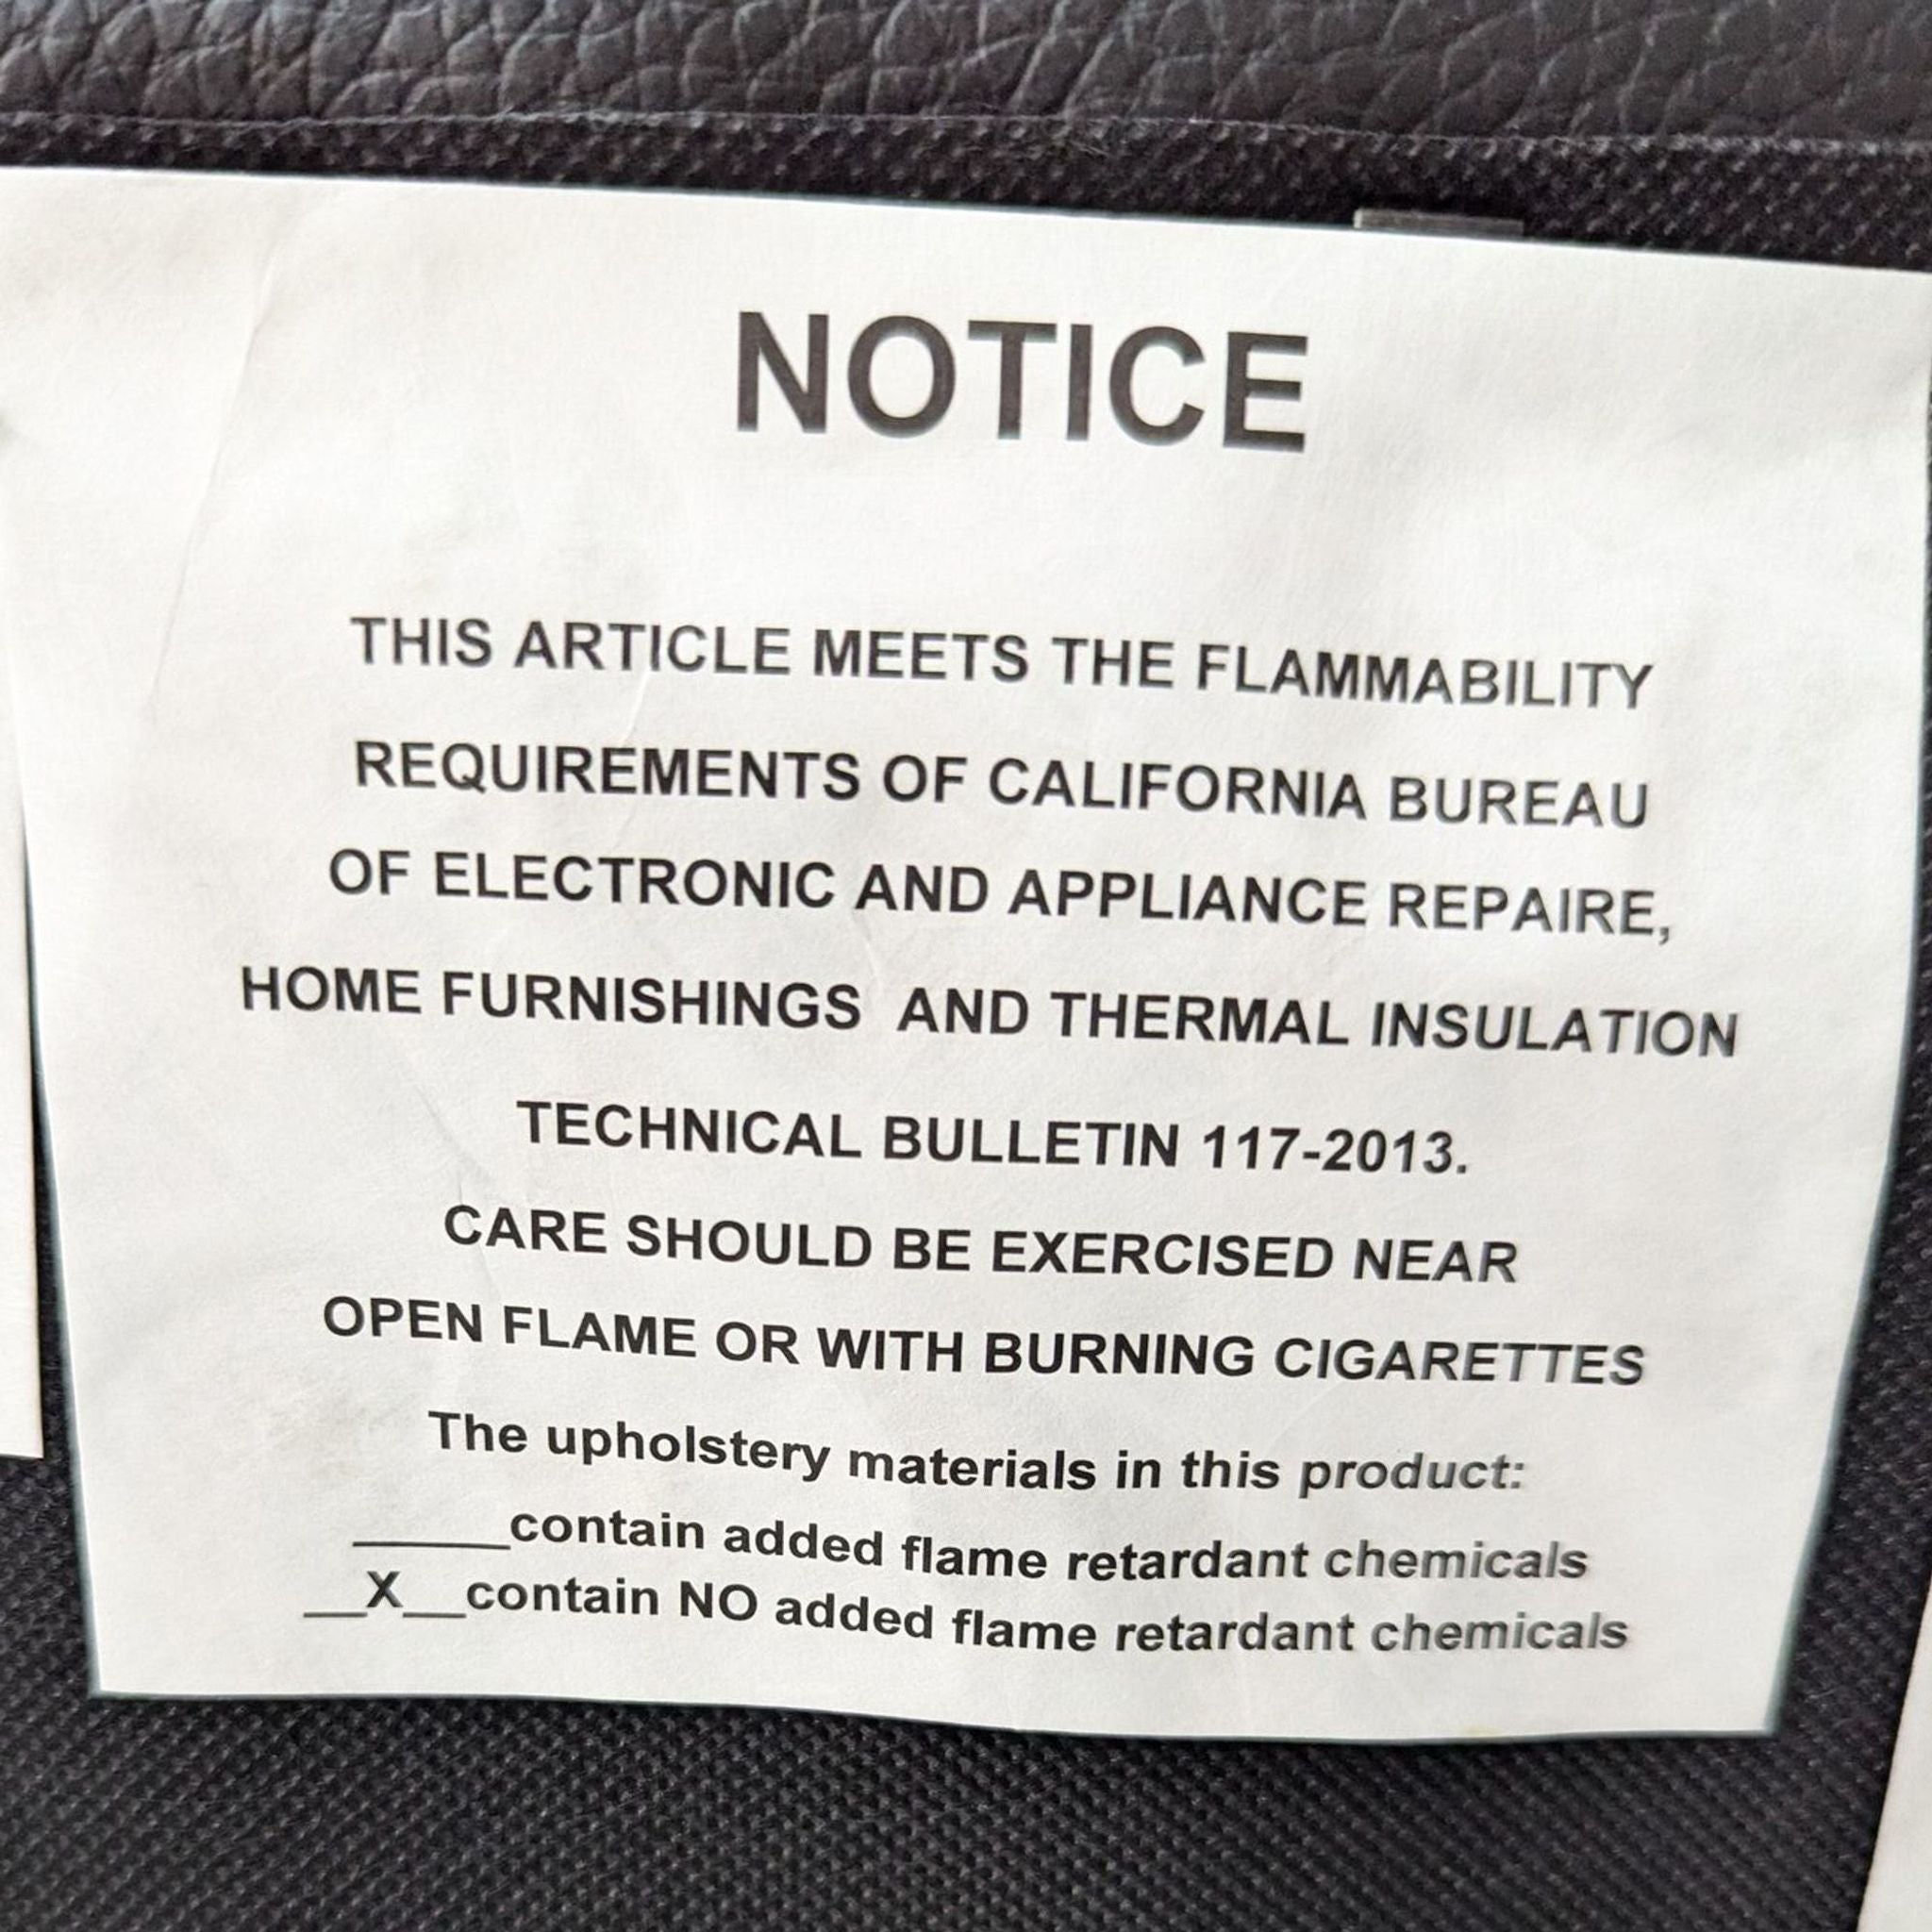 NOTICE
THIS ARTICLE MEETS THE FLAMMABILITY
REQUIREMENTS OF CALIFORNIA BUREAU
OF ELECTRONIC AND APPLIANCE REPAIRE,
HOME FURNISHINGS AND THERMAL INSULATION
TECHNICAL BULLETIN 117-2013.
CARE SHOULD BE EXERCISED NEAR
OPEN FLAME OR WITH BURNING CIGARETTES
The upholstery materials in this product:
_____contain added flame retardant chemicals
__X__contain NO added flame retardant chemicals